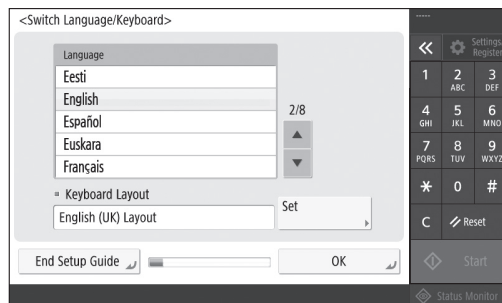 <Switch Language/Keyboard>
Language
Eesti
English
Español
Euskara
Français
2/8
Keyboard Layout
English (UK) Layout
Set
End Setup Guide
OK
-----
Settings/
Register
1
2
ABC
3
DEF
4
GHI
5
JKL
6
MNO
7
PQRS
8
TUV
9
WXYZ
*
0
#
C
Reset
Start
Status Monitor